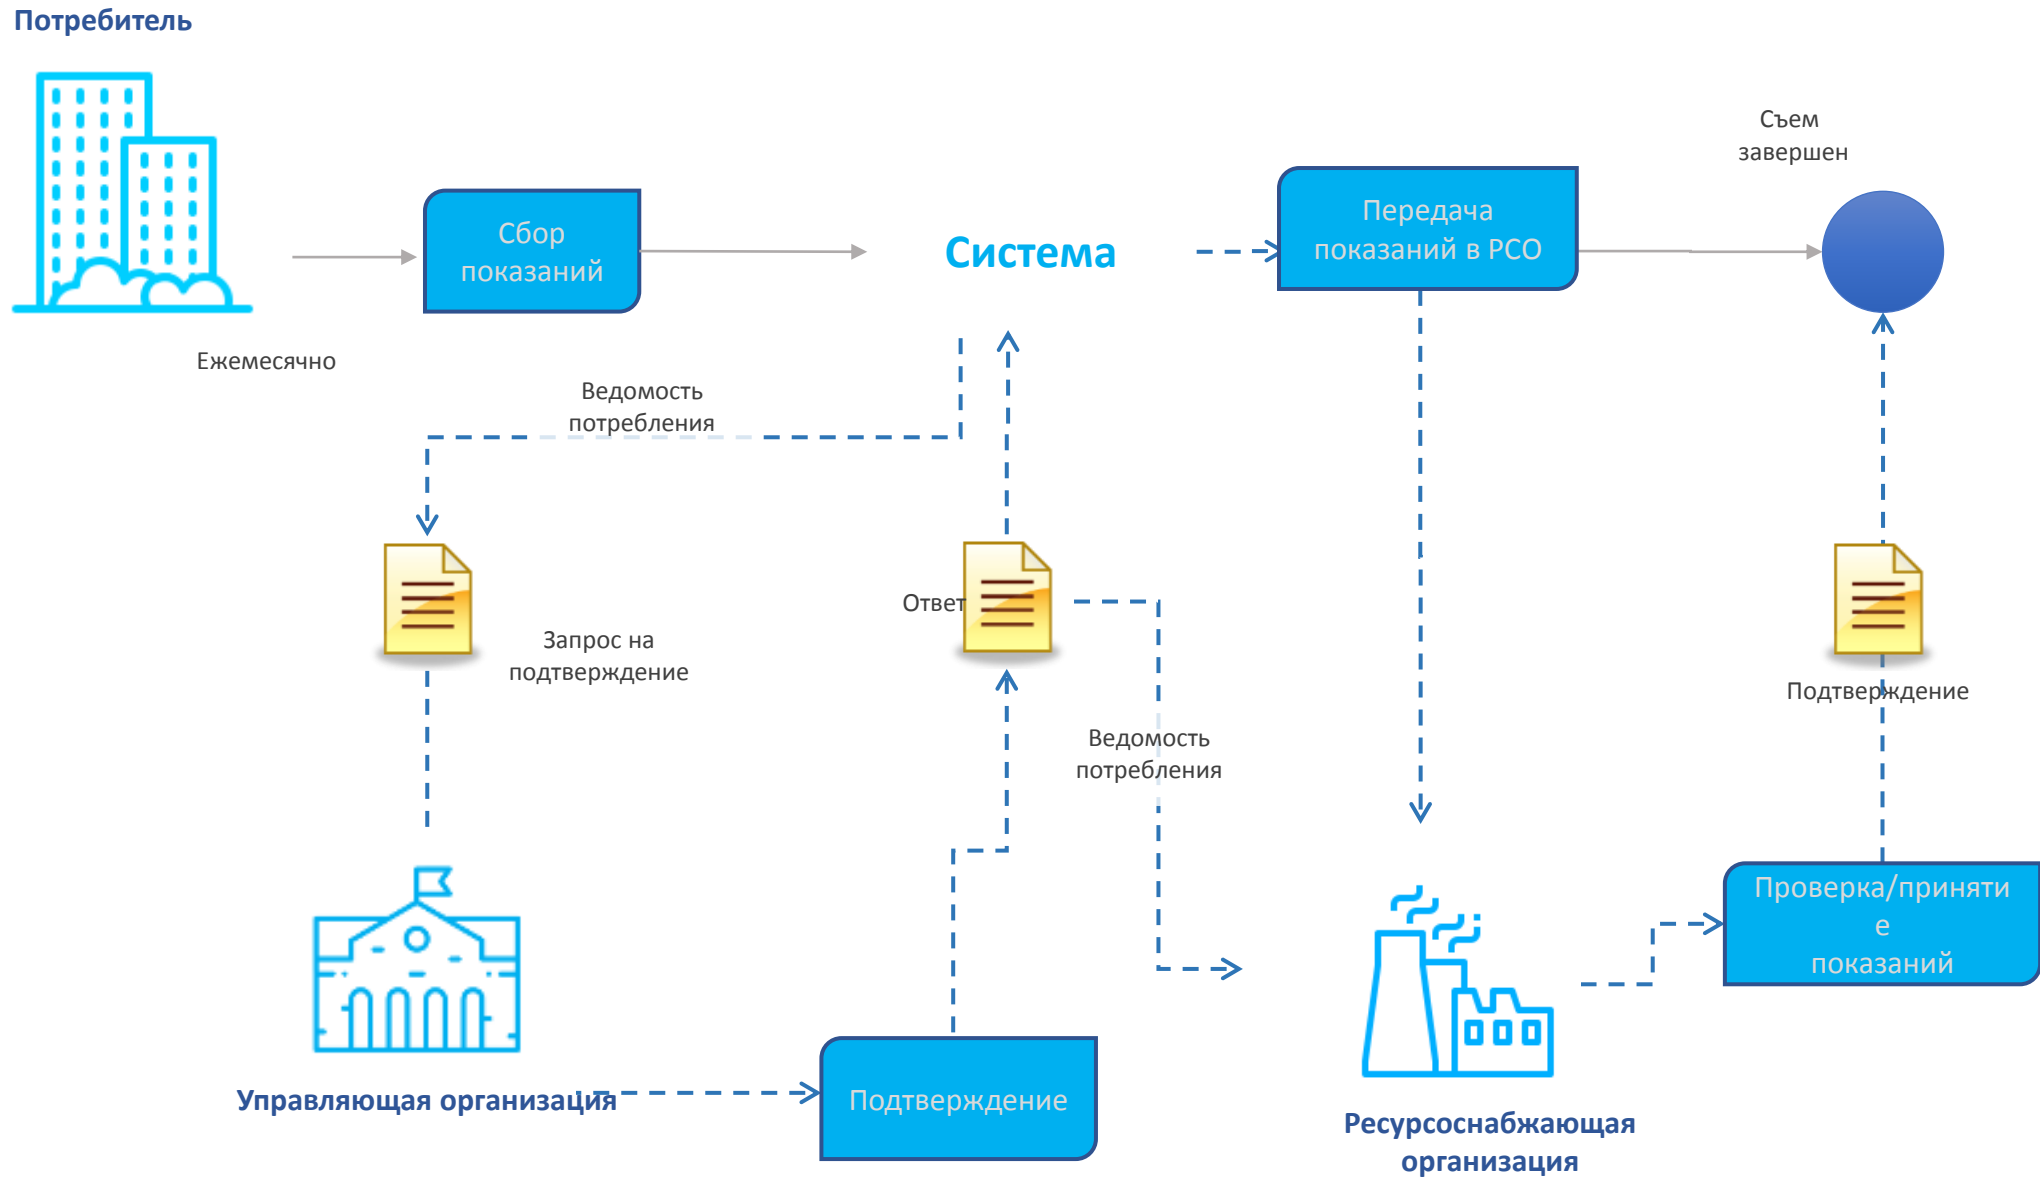 Потребитель
Съем
завершен
Сбор
показаний
Система
Передача
показаний в РСО
Ежемесячно
Ведомость
потребления
Ответ
Запрос на
подтверждение
Подтверждение
Ведомость
потребления
Проверка/приняти
е
показаний
Управляющая организация
Подтверждение
Ресурсоснабжающая
организация